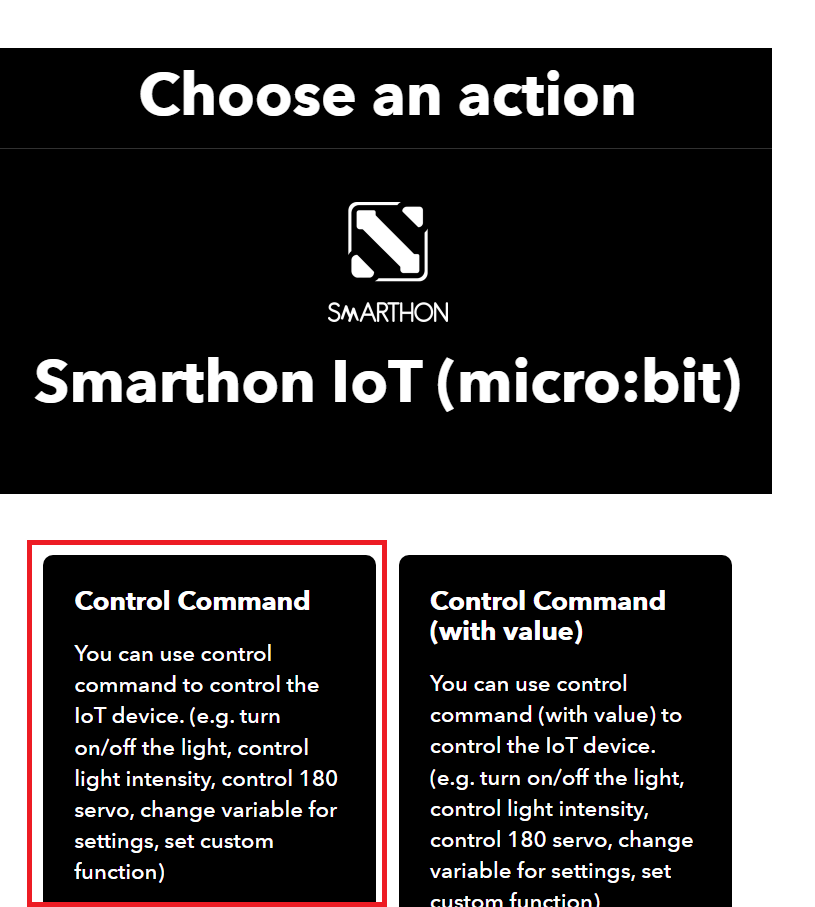 Choose an action
SMARTHON
Smarthon IoT (micro:bit)
Control Command
You can use control
command to control the
IoT device. (e.g. turn
on/off the light, control
light intensity, control 180
servo, change variable for
settings, set custom
function)
Control Command
(with value)
You can use control
command (with value) to
control the IoT device.
(e.g. turn on/off the light,
control light intensity,
control 180 servo, change
variable for settings, set
custom function)